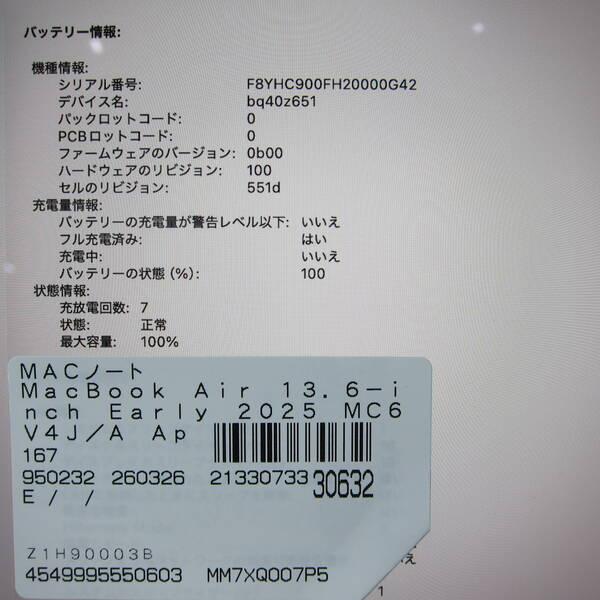 バッテリー情報:
機種情報:
シリアル番号: F8YHC900FH20000G42
デバイス名: bq40z651
パックロットコード: 0
PCBロットコード: 0
ファームウェアのバージョン: 0b00
ハードウェアのリビジョン: 100
セルのリビジョン: 551d
充電量情報:
バッテリーの充電量が警告レベル以下: いいえ
フル充電済み: はい
充電中: いいえ
バッテリーの状態 (%): 100
状態情報:
充放電回数: 7
状態: 正常
最大容量: 100%
MACノート
MacBook Air 13.6-i
nch Early 2025 MC6
V4J/A Ap
167
950232 260326 21330733 30632
E / /
Z1H90003B
4549995550603 MM7XQ007P5
1